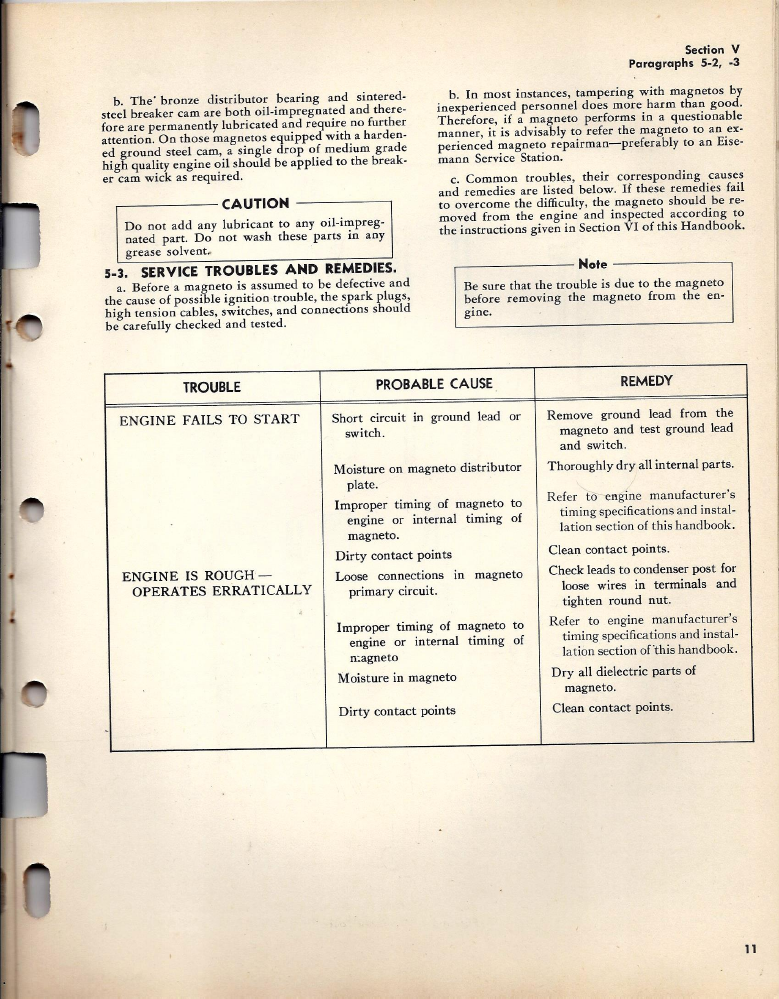 Section V
Paragraphs 5-2, -3
b. The bronze distributor bearing and sintered-
steel breaker cam are both oil-impregnated and there-
fore are permanently lubricated and require no further
attention. On those magnetos equipped with a harden-
ed ground steel cam, a single drop of medium grade
high quality engine oil should be applied to the break-
er cam wick as required.
CAUTION
Do not add any lubricant to any oil-impreg-
nated part. Do not wash these parts in any
grease solvent.
5-3. SERVICE TROUBLES AND REMEDIES.
a. Before a magneto is assumed to be defective and
the cause of possible ignition trouble, the spark plugs,
high tension cables, switches, and connections should
be carefully checked and tested.
b. In most instances, tampering with magnetos by
inexperienced personnel does more harm than good.
Therefore, if a magneto performs in a questionable
manner, it is advisably to refer the magneto to an ex-
perienced magneto repairman—preferably to an Eise-
mann Service Station.
c. Common troubles, their corresponding causes
and remedies are listed below. If these remedies fail
to overcome the difficulty, the magneto should be re-
moved from the engine and inspected according to
the instructions given in Section VI of this Handbook.
Note
Be sure that the trouble is due to the magneto
before removing the magneto from the en-
gine.
TROUBLE
PROBABLE CAUSE
REMEDY
ENGINE FAILS TO START
Short circuit in ground lead or
switch.
Remove ground lead from the
magneto and test ground lead
and switch.
Moisture on magneto distributor
plate.
Thoroughly dry all internal parts.
Improper timing of magneto to
engine or internal timing of
magneto.
Refer to engine manufacturer's
timing specifications and instal-
lation section of this handbook.
Dirty contact points
Clean contact points.
ENGINE IS ROUGH —
OPERATES ERRATICALLY
Loose connections in magneto
primary circuit.
Check leads to condenser post for
loose wires in terminals and
tighten round nut.
Improper timing of magneto to
engine or internal timing of
magneto
Refer to engine manufacturer's
timing specifications and instal-
lation section of this handbook.
Moisture in magneto
Dry all dielectric parts of
magneto.
Dirty contact points
Clean contact points.
11